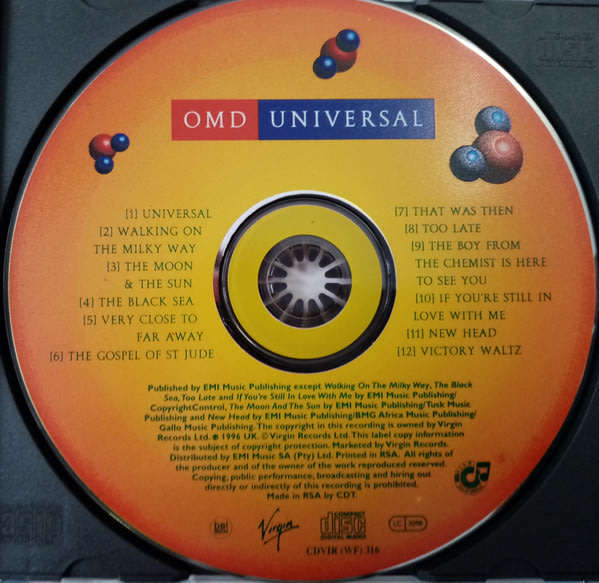 OMD UNIVERSAL
[1] UNIVERSAL
[2] WALKING ON
THE MILKY WAY
[3] THE MOON
& THE SUN
[4] THE BLACK SEA
[5] VERY CLOSE TO
FAR AWAY
[6] THE GOSPEL OF ST JUDE
[7] THAT WAS THEN
[8] TOO LATE
[9] THE BOY FROM
THE CHEMIST IS HERE
TO SEE YOU
[10] IF YOU'RE STILL IN
LOVE WITH ME
[11] NEW HEAD
[12] VICTORY WALTZ
Published by EMI Music Publishing except Walking On The Milky Way, The Black
Sea, Too Late and If You're Still In Love With Me by EMI Music Publishing/
CopyrightControl, The Moon And The Sun by EMI Music Publishing/Tusk Music
Publishing and New Head by EMI Music Publishing/BMG Africa Music Publishing/
Gallo Music Publishing. The copyright in this recording is owned by Virgin
Records Ltd. ℗ 1996 UK. © Virgin Records Ltd. This label copy information
is the subject of copyright protection. Marketed by Virgin Records.
Distributed by EMI Music SA (Pty) Ltd. Printed in RSA. All rights of
the producer and of the owner of the work reproduced reserved.
Copying, public performance, broadcasting and hiring out
directly or indirectly of this recording is prohibited.
Made in RSA by CDT.
Virgin
COMPACT
disc
DIGITAL AUDIO
LC 3098
CDVIR (WF) 316